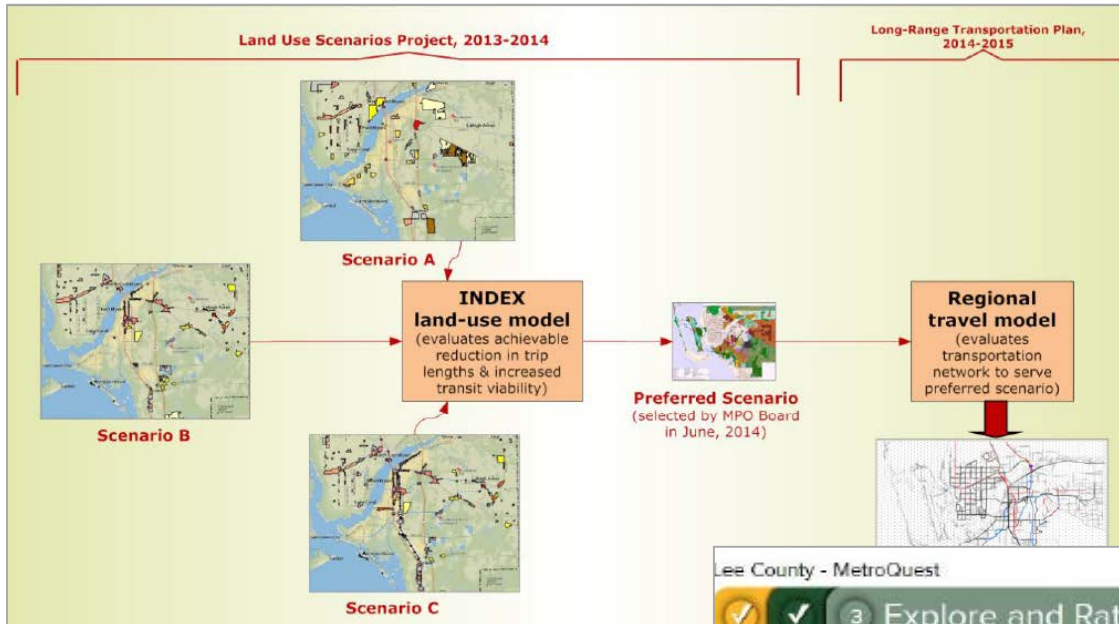 Land Use Scenarios Project, 2013-2014
Long-Range Transportation Plan,
2014-2015
Scenario A
INDEX
land-use model
(evaluates achievable
reduction in trip
lengths & increased
transit viability)
Regional
travel model
(evaluates
transportation
network to serve
preferred scenario)
Preferred Scenario
(selected by MPO Board
in June, 2014)
Scenario B
Scenario C
Lee County - MetroQuest
3 Explore and Rat